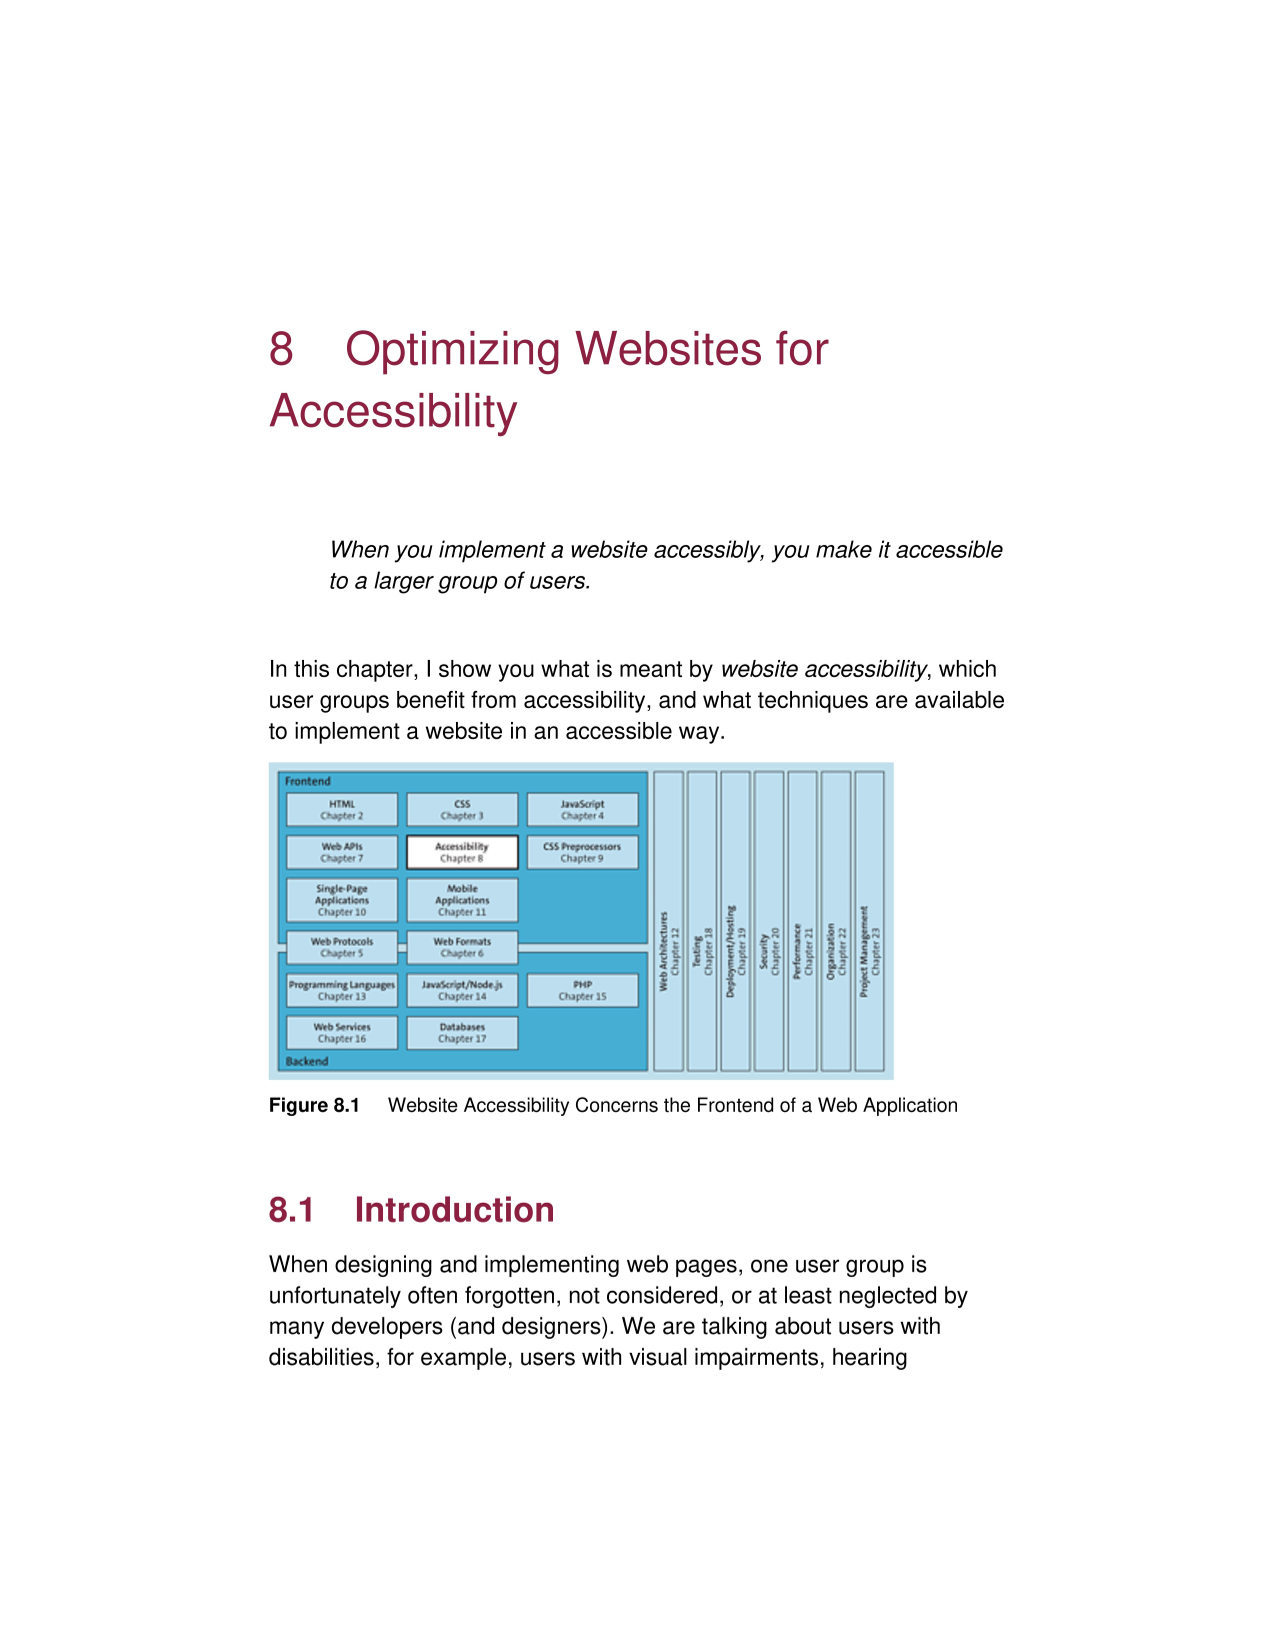 8 Optimizing Websites for
Accessibility
When you implement a website accessibly, you make it accessible
to a larger group of users.
In this chapter, I show you what is meant by website accessibility, which
user groups benefit from accessibility, and what techniques are available
to implement a website in an accessible way.
Frontend
HTML
Chapter 2
CSS
Chapter 3
JavaScript
Chapter 4
Web APIs
Chapter 7
Accessibility
Chapter 8
CSS Preprocessors
Chapter 9
Single-Page
Applications
Chapter 10
Mobile
Applications
Chapter 11
Web Protocols
Chapter 5
Web Formats
Chapter 6
Programming Languages
Chapter 13
JavaScript/Node.js
Chapter 14
PHP
Chapter 15
Web Services
Chapter 16
Databases
Chapter 17
Backend
Web Architectures
Chapter 12
Testing
Chapter 18
Deployment/Hosting
Chapter 19
Security
Chapter 20
Performance
Chapter 21
Organization
Chapter 22
Project Management
Chapter 23
Figure 8.1 Website Accessibility Concerns the Frontend of a Web Application
8.1 Introduction
When designing and implementing web pages, one user group is
unfortunately often forgotten, not considered, or at least neglected by
many developers (and designers). We are talking about users with
disabilities, for example, users with visual impairments, hearing